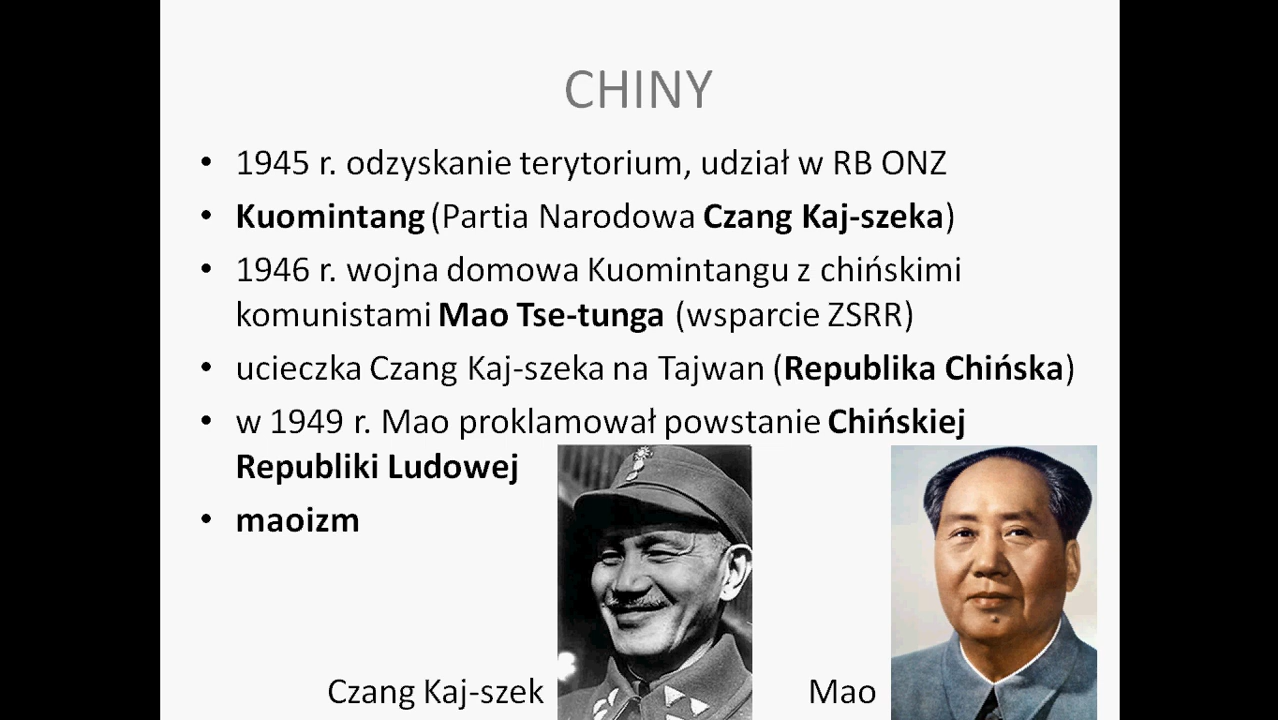 CHINY
• 1945 r. odzyskanie terytorium, udział w RB ONZ
• Kuomintang (Partia Narodowa Czang Kaj-szeka)
• 1946 r. wojna domowa Kuomintangu z chińskimi
komunistami Mao Tse-tunga (wsparcie ZSRR)
• ucieczka Czang Kaj-szeka na Tajwan (Republika Chińska)
• w 1949 r. Mao proklamował powstanie Chińskiej
Republiki Ludowej
• maoizm
Czang Kaj-szek
Mao